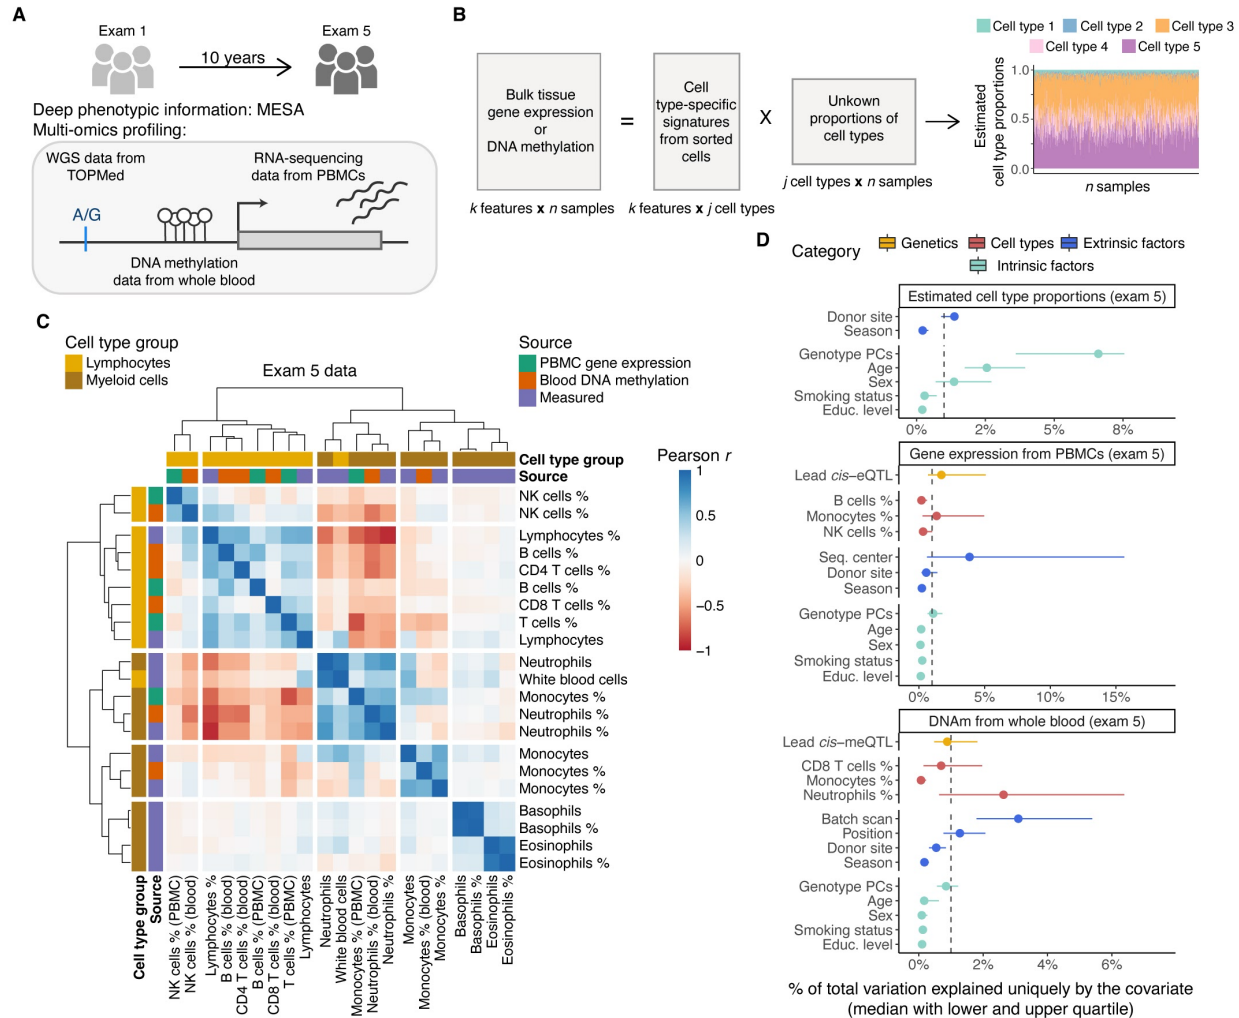 A
Exam 1
Exam 5
10 years
Deep phenotypic information: MESA
Multi-omics profiling:
WGS data from
TOPMed
RNA-sequencing
data from PBMCs
A/G
DNA methylation
data from whole blood
B
Bulk tissue
gene expression
or
DNA methylation
=
Cell
type-specific
signatures
from sorted
cells
X
Unkown
proportions of
cell types
k features x n samples
k features x j cell types
j cell types x n samples
Cell type 1
Cell type 2
Cell type 3
Cell type 4
Cell type 5
Estimated
cell type proportions
1.0
0.5
0.0
n samples
C
Cell type group
Lymphocytes
Myeloid cells
Exam 5 data
Source
PBMC gene expression
Blood DNA methylation
Measured
Cell type group
Source
Pearson r
1
0.5
0
−0.5
−1
NK cells %
NK cells %
Lymphocytes %
B cells %
CD4 T cells %
B cells %
CD8 T cells %
T cells %
Lymphocytes
Neutrophils
White blood cells
Monocytes %
Neutrophils %
Neutrophils %
Monocytes
Monocytes %
Monocytes %
Basophils
Basophils %
Eosinophils
Eosinophils %
Cell type group
Source
NK cells % (PBMC)
NK cells % (blood)
Lymphocytes %
B cells % (blood)
CD4 T cells % (blood)
B cells % (PBMC)
CD8 T cells % (blood)
T cells % (PBMC)
Lymphocytes
Neutrophils
White blood cells
Monocytes % (PBMC)
Neutrophils % (blood)
Neutrophils %
Monocytes
Monocytes % (blood)
Monocytes %
Basophils
Basophils %
Eosinophils
Eosinophils %
D
Category
Genetics
Cell types
Extrinsic factors
Intrinsic factors
Estimated cell type proportions (exam 5)
Donor site
Season
Genotype PCs
Age
Sex
Smoking status
Educ. level
0%
2%
5%
8%
Gene expression from PBMCs (exam 5)
Lead cis−eQTL
B cells %
Monocytes %
NK cells %
Seq. center
Donor site
Season
Genotype PCs
Age
Sex
Smoking status
Educ. level
0%
5%
10%
15%
DNAm from whole blood (exam 5)
Lead cis−meQTL
CD8 T cells %
Monocytes %
Neutrophils %
Batch scan
Position
Donor site
Season
Genotype PCs
Age
Sex
Smoking status
Educ. level
0%
2%
4%
6%
% of total variation explained uniquely by the covariate
(median with lower and upper quartile)